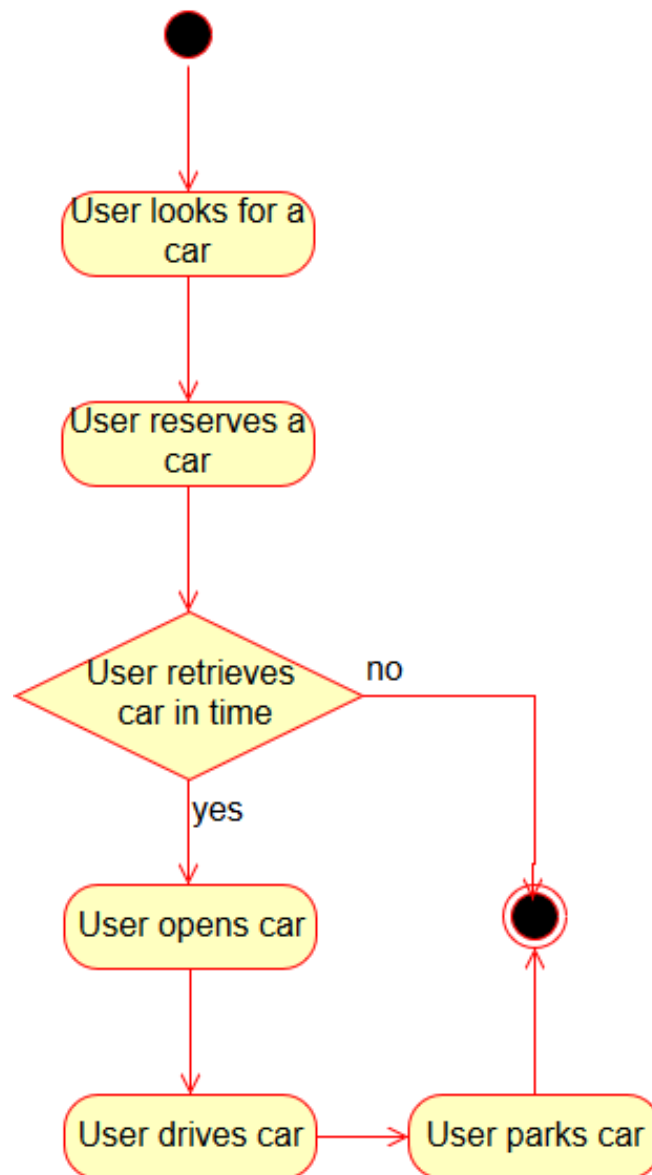 User looks for a
car
User reserves a
car
User retrieves
car in time
no
yes
User opens car
User drives car
User parks car